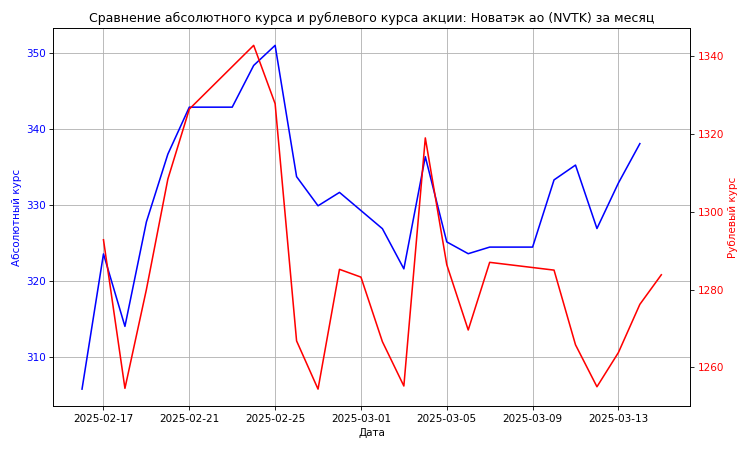 Сравнение абсолютного курса и рублевого курса акции: Новатэк ао (NVTK) за месяц
350
340
330
320
310
Абсолютный курс
1340
1320
1300
1280
1260
Рублевый курс
2025-02-17 2025-02-21 2025-02-25 2025-03-01 2025-03-05 2025-03-09 2025-03-13
Дата